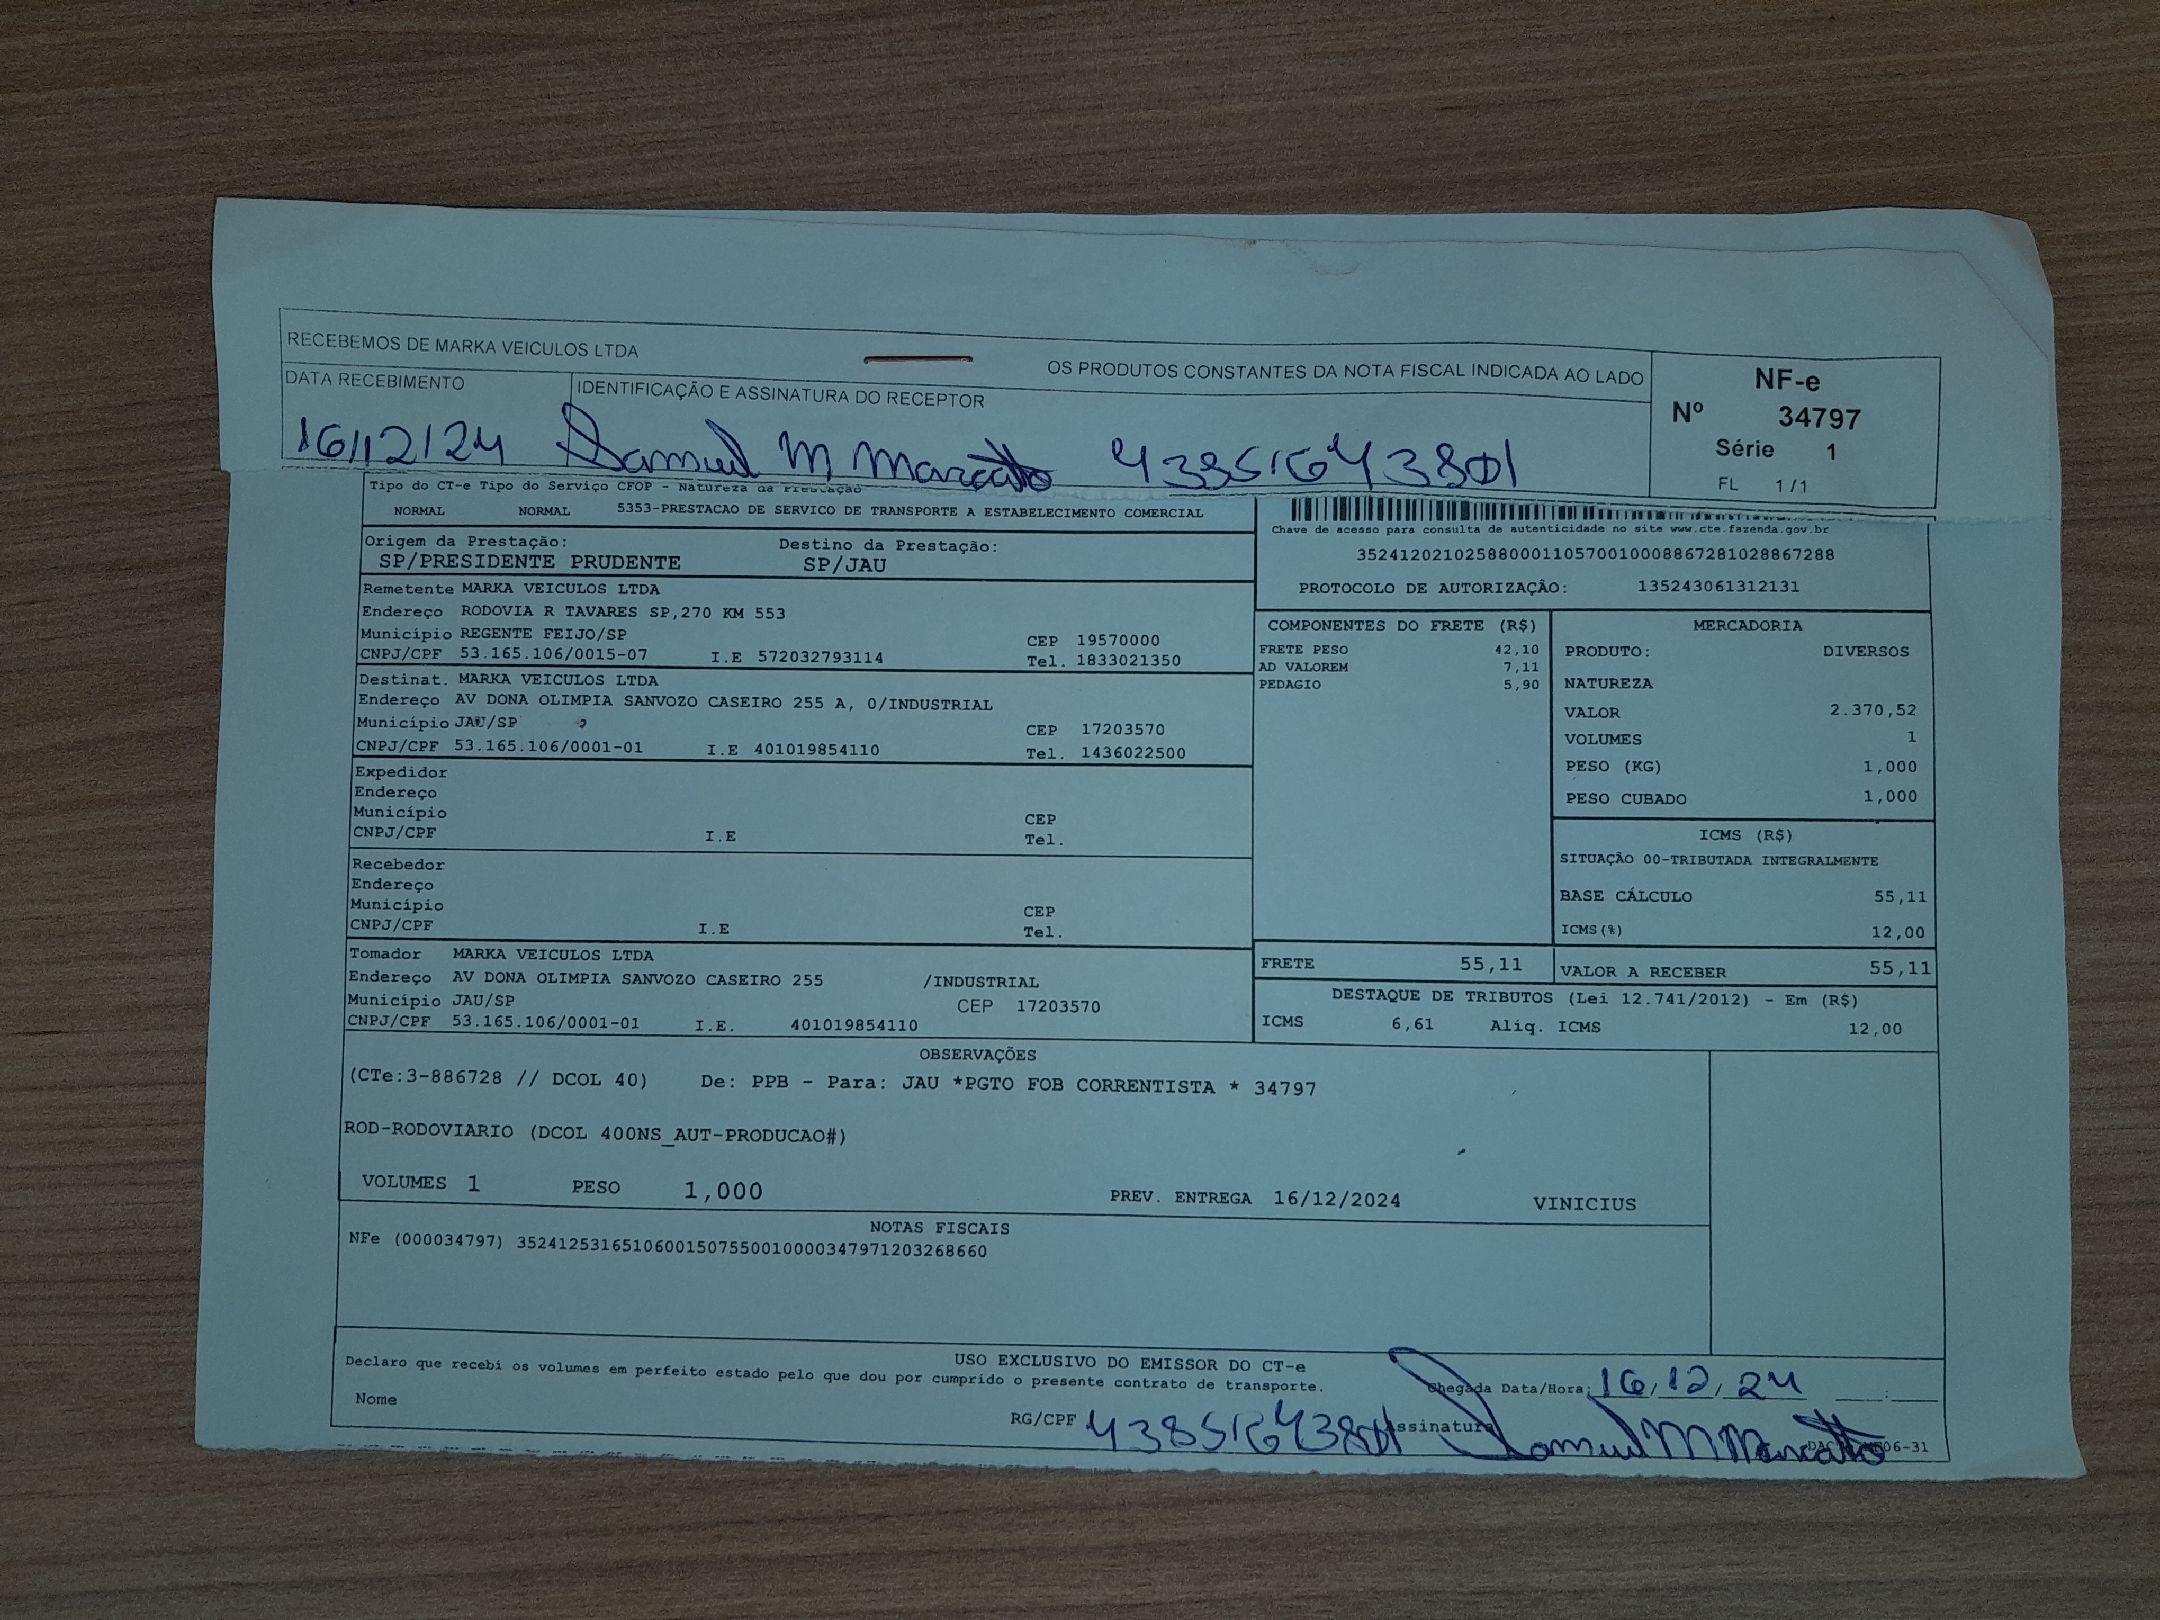 RECEBEMOS DE MARKA VEICULOS LTDA OS PRODUTOS CONSTANTES DA NOTA FISCAL INDICADA AO LADO
DATA RECEBIMENTO IDENTIFICAÇÃO E ASSINATURA DO RECEPTOR
16/12/24 Samuel M Marcatto 43851643801
NF-e
Nº 34797
Série 1
FL 1/1
Tipo do CT-e Tipo do Serviço CFOP - Natureza da Prestação
NORMAL NORMAL 5353-PRESTACAO DE SERVICO DE TRANSPORTE A ESTABELECIMENTO COMERCIAL
Chave de acesso para consulta de autenticidade no site www.cte.fazenda.gov.br
35241202102588000110570010008867281028867288
PROTOCOLO DE AUTORIZAÇÃO: 135243061312131
Origem da Prestação: Destino da Prestação:
SP/PRESIDENTE PRUDENTE SP/JAU
Remetente MARKA VEICULOS LTDA
Endereço RODOVIA R TAVARES SP,270 KM 553
Município REGENTE FEIJO/SP CEP 19570000
CNPJ/CPF 53.165.106/0015-07 I.E 572032793114 Tel. 1833021350
Destinat. MARKA VEICULOS LTDA
Endereço AV DONA OLIMPIA SANVOZO CASEIRO 255 A, 0/INDUSTRIAL
Município JAU/SP CEP 17203570
CNPJ/CPF 53.165.106/0001-01 I.E 401019854110 Tel. 1436022500
Expedidor
Endereço
Município CEP
CNPJ/CPF I.E Tel.
Recebedor
Endereço
Município CEP
CNPJ/CPF I.E Tel.
Tomador MARKA VEICULOS LTDA
Endereço AV DONA OLIMPIA SANVOZO CASEIRO 255 /INDUSTRIAL
Município JAU/SP CEP 17203570
CNPJ/CPF 53.165.106/0001-01 I.E. 401019854110
COMPONENTES DO FRETE (R$)
FRETE PESO 42,10
AD VALOREM 7,11
PEDAGIO 5,90
MERCADORIA
PRODUTO: DIVERSOS
NATUREZA
VALOR 2.370,52
VOLUMES 1
PESO (KG) 1,000
PESO CUBADO 1,000
ICMS (R$)
SITUAÇÃO 00-TRIBUTADA INTEGRALMENTE
BASE CÁLCULO 55,11
ICMS(%) 12,00
FRETE 55,11 VALOR A RECEBER 55,11
DESTAQUE DE TRIBUTOS (Lei 12.741/2012) - Em (R$)
ICMS 6,61 Aliq. ICMS 12,00
OBSERVAÇÕES
(CTe:3-886728 // DCOL 40) De: PPB - Para: JAU *PGTO FOB CORRENTISTA * 34797
ROD-RODOVIARIO (DCOL 400NS_AUT-PRODUCAO#)
VOLUMES 1 PESO 1,000 PREV. ENTREGA 16/12/2024 VINICIUS
NOTAS FISCAIS
NFe (000034797) 35241253165106001507550010000347971203268660
USO EXCLUSIVO DO EMISSOR DO CT-e
Declaro que recebi os volumes em perfeito estado pelo que dou por cumprido o presente contrato de transporte.
Chegada Data/Hora: 16/12/24 __:__
Nome RG/CPF 43851643801 Assinatura Samuel M Marcatto
06-31